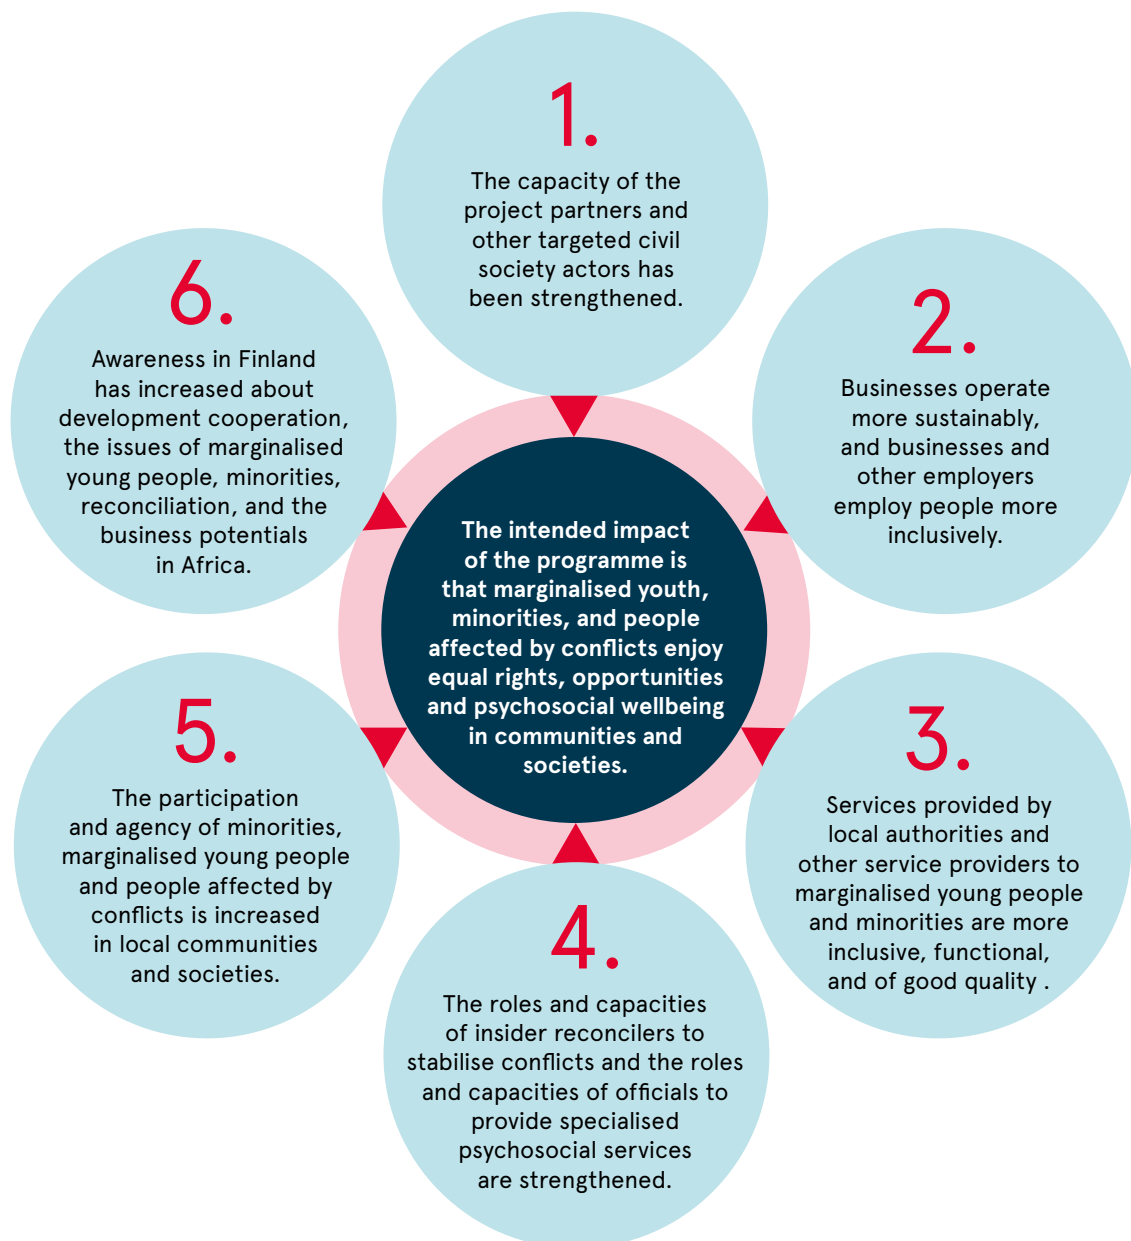 1.
The capacity of the
project partners and
other targeted civil
society actors has
been strengthened.
2.
Businesses operate
more sustainably,
and businesses and
other employers
employ people more
inclusively.
3.
Services provided by
local authorities and
other service providers to
marginalised young people
and minorities are more
inclusive, functional,
and of good quality .
4.
The roles and capacities
of insider reconcilers to
stabilise conflicts and the roles
and capacities of officials to
provide specialised
psychosocial services
are strengthened.
5.
The participation
and agency of minorities,
marginalised young people
and people affected by
conflicts is increased
in local communities
and societies.
6.
Awareness in Finland
has increased about
development cooperation,
the issues of marginalised
young people, minorities,
reconciliation, and the
business potentials
in Africa.
The intended impact
of the programme is
that marginalised youth,
minorities, and people
affected by conflicts enjoy
equal rights, opportunities
and psychosocial wellbeing
in communities and
societies.